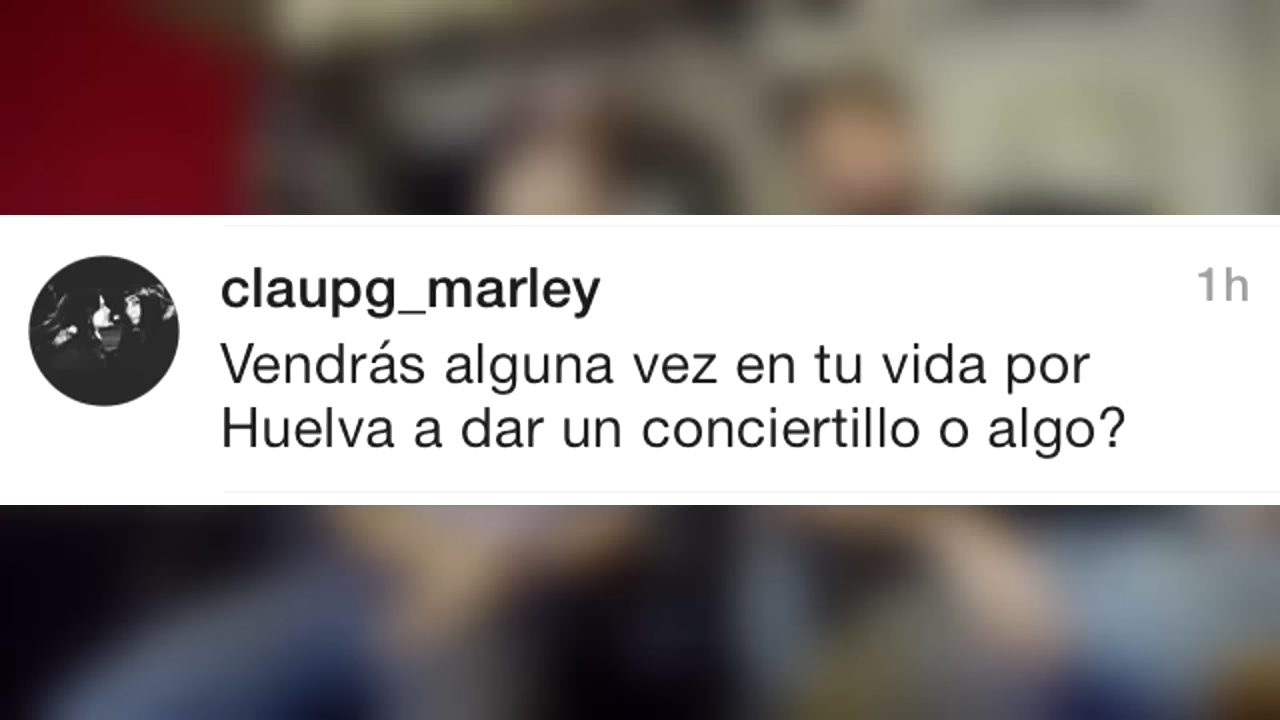 claupg_marley
1h
Vendrás alguna vez en tu vida por
Huelva a dar un conciertillo o algo?